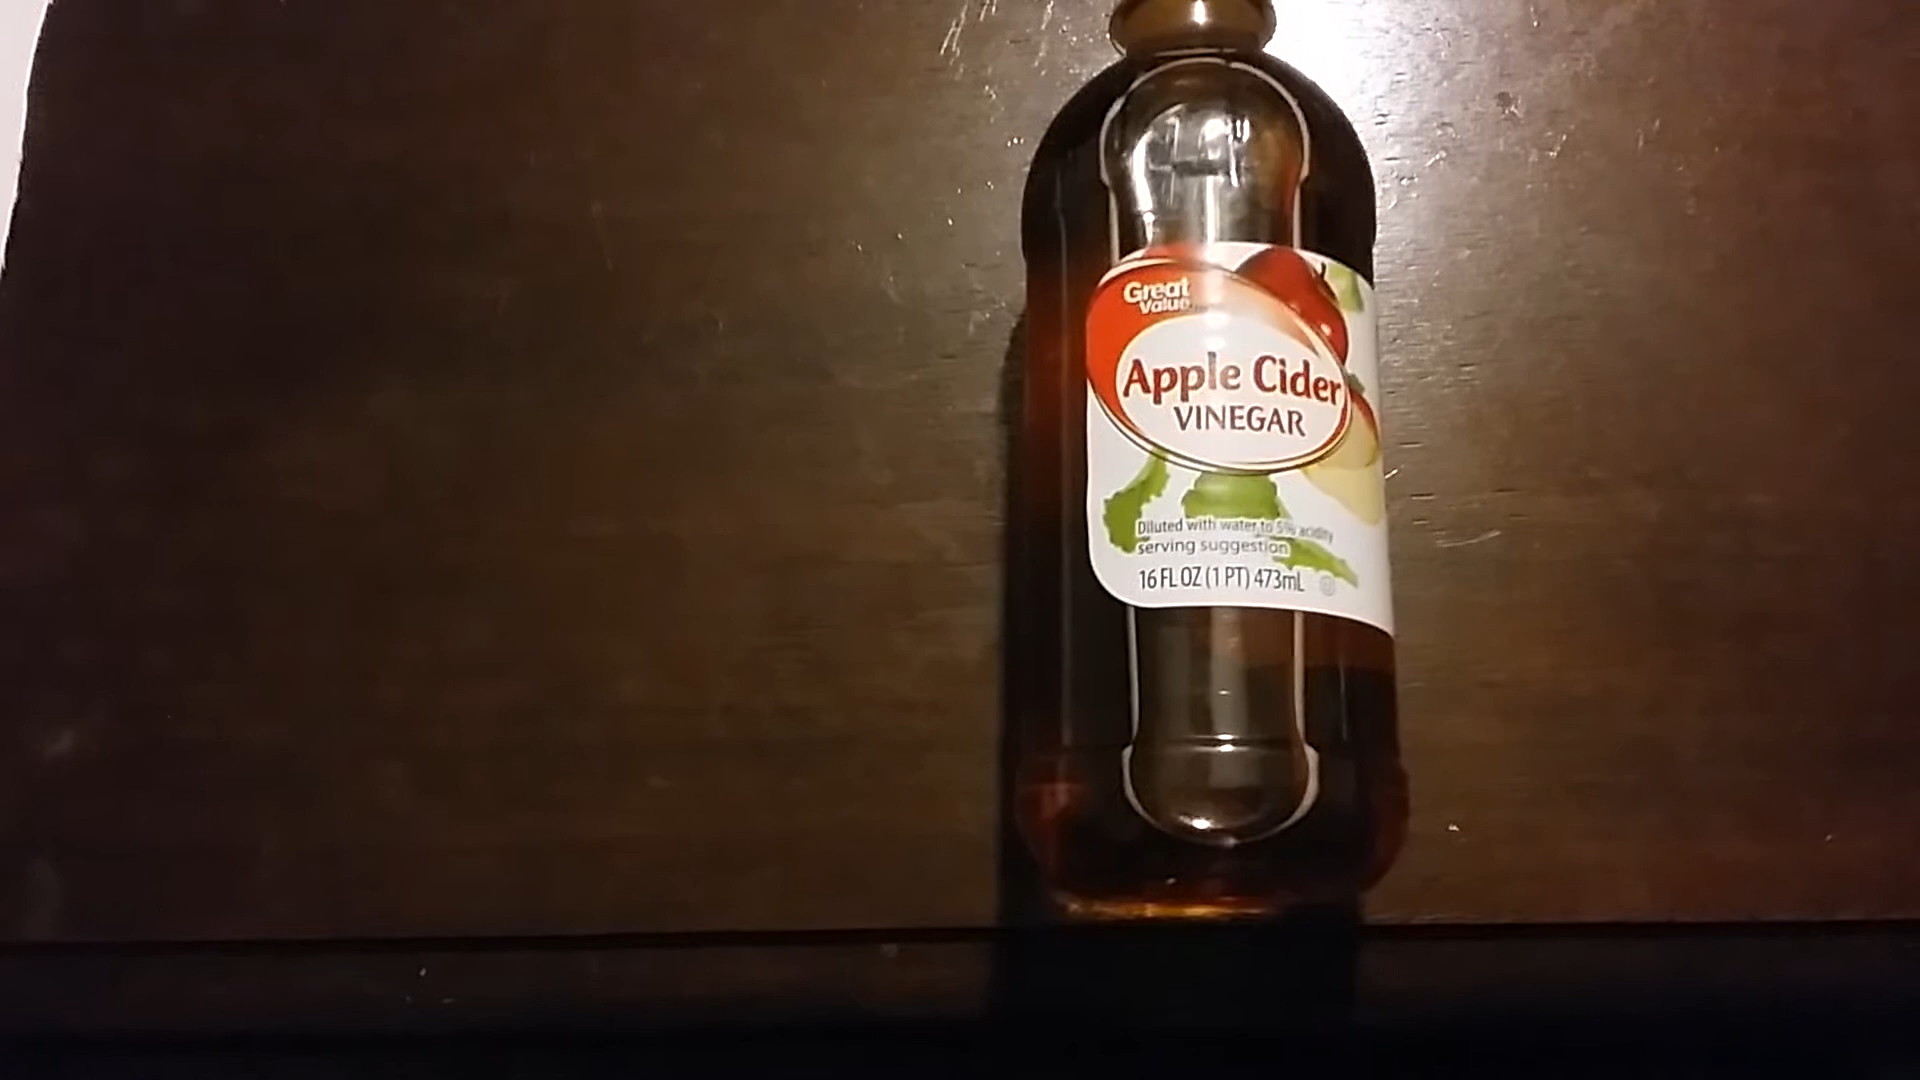 Great
Value
Apple Cider
VINEGAR
Diluted with water to 5% acidity
serving suggestion
16 FL OZ (1 PT) 473mL